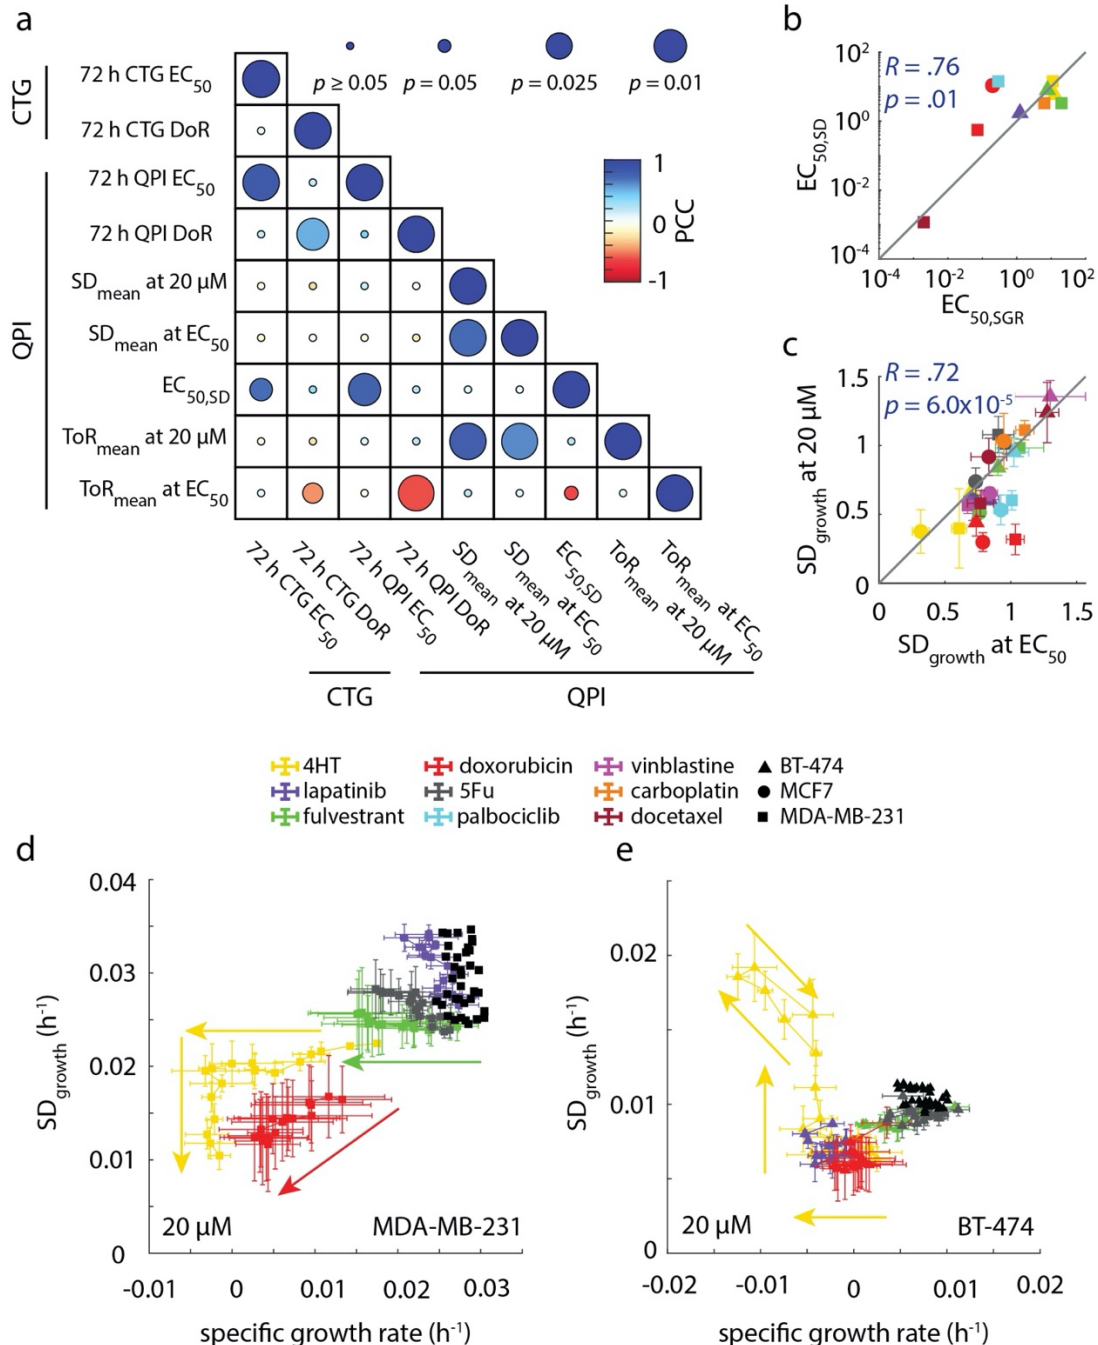 a
CTG
72 h CTG EC50
72 h CTG DoR
QPI
72 h QPI EC50
72 h QPI DoR
SDmean at 20 μM
SDmean at EC50
EC50,SD
ToRmean at 20 μM
ToRmean at EC50
p ≥ 0.05
p = 0.05
p = 0.025
p = 0.01
1
0
-1
PCC
72 h CTG EC50
72 h CTG DoR
72 h QPI EC50
72 h QPI DoR
SDmean at 20 μM
SDmean at EC50
EC50,SD
ToRmean at 20 μM
ToRmean at EC50
CTG
QPI
b
R = .76
p = .01
EC50,SD
10^2
10^0
10^-2
10^-4
10^-4
10^-2
10^0
10^2
EC50,SGR
c
R = .72
p = 6.0x10^-5
SDgrowth at 20 μM
1.5
1
0.5
0
0
0.5
1
1.5
SDgrowth at EC50
4HT
doxorubicin
vinblastine
BT-474
lapatinib
5Fu
carboplatin
MCF7
fulvestrant
palbociclib
docetaxel
MDA-MB-231
d
0.04
0.03
0.02
0.01
0
SDgrowth (h^-1)
20 μM
MDA-MB-231
-0.01
0
0.01
0.02
0.03
specific growth rate (h^-1)
e
0.02
0.01
0
SDgrowth (h^-1)
20 μM
BT-474
-0.02
-0.01
0
0.01
0.02
specific growth rate (h^-1)